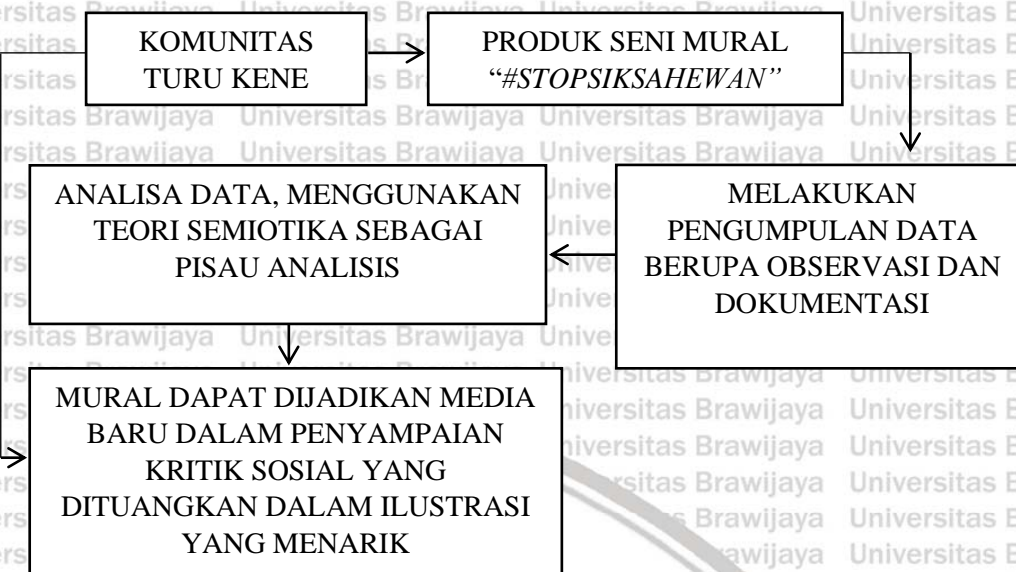 KOMUNITAS
TURU KENE
PRODUK SENI MURAL
“#STOPSIKSAHEWAN”
MELAKUKAN
PENGUMPULAN DATA
BERUPA OBSERVASI DAN
DOKUMENTASI
ANALISA DATA, MENGGUNAKAN
TEORI SEMIOTIKA SEBAGAI
PISAU ANALISIS
MURAL DAPAT DIJADIKAN MEDIA
BARU DALAM PENYAMPAIAN
KRITIK SOSIAL YANG
DITUANGKAN DALAM ILUSTRASI
YANG MENARIK